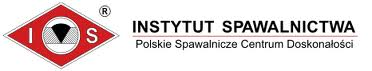 ®
I S
INSTYTUT SPAWALNICTWA
Polskie Spawalnicze Centrum Doskonałości